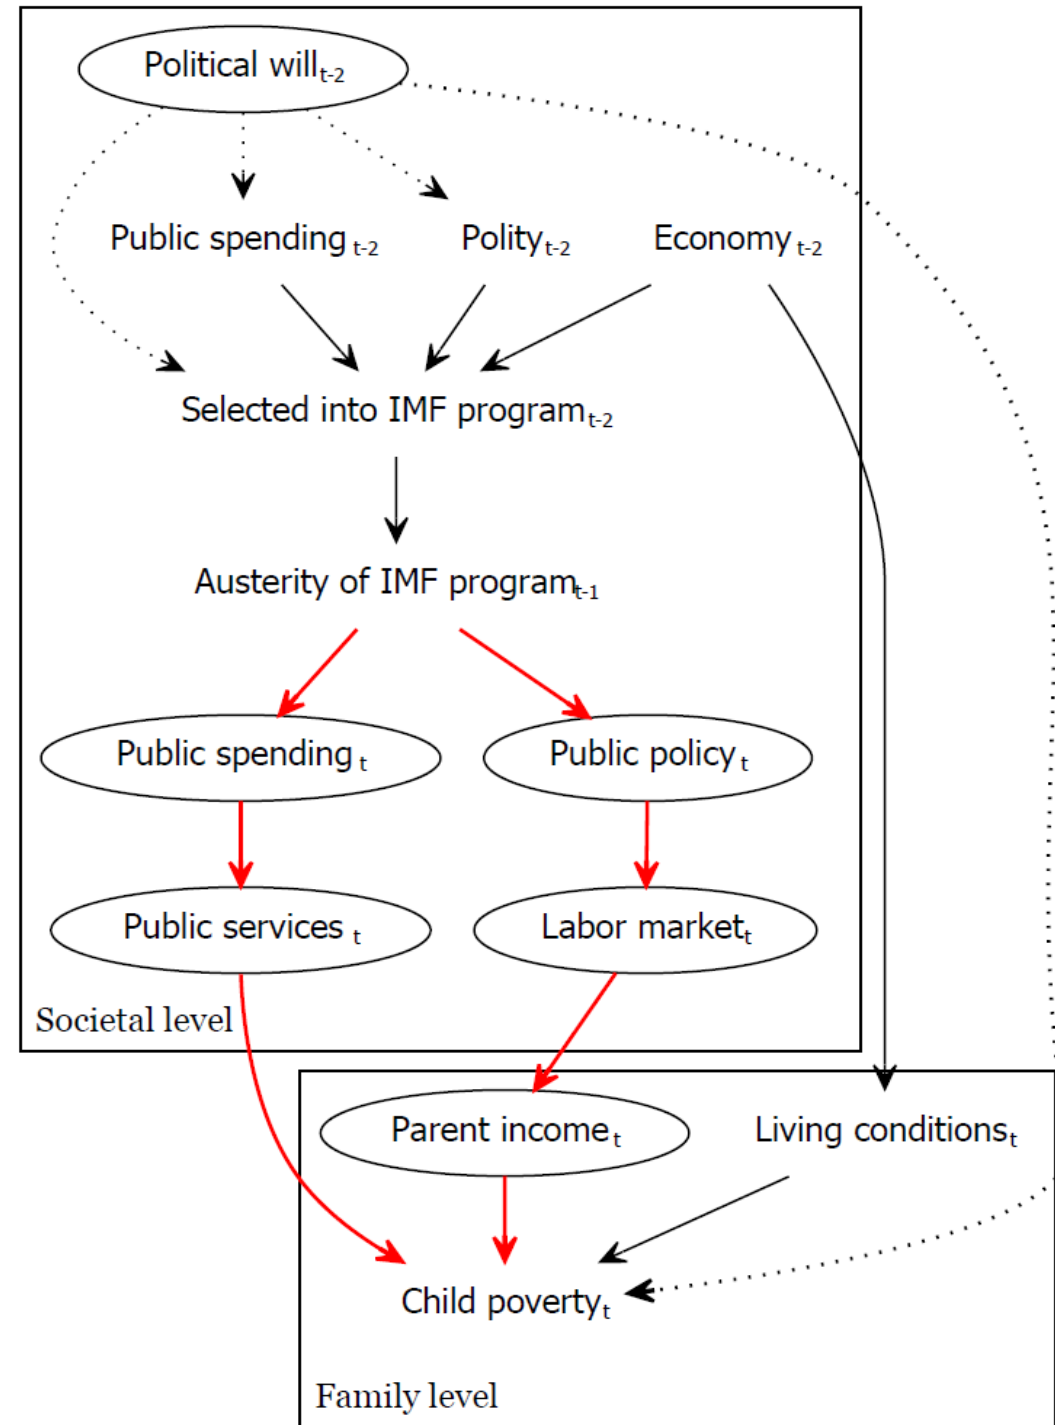 Political will t-2
Public spending t-2 Polity t-2 Economy t-2
Selected into IMF program t-2
Austerity of IMF program t-1
Public spending t Public policy t
Public services t Labor market t
Societal level
Parent income t Living conditions t
Child poverty t
Family level